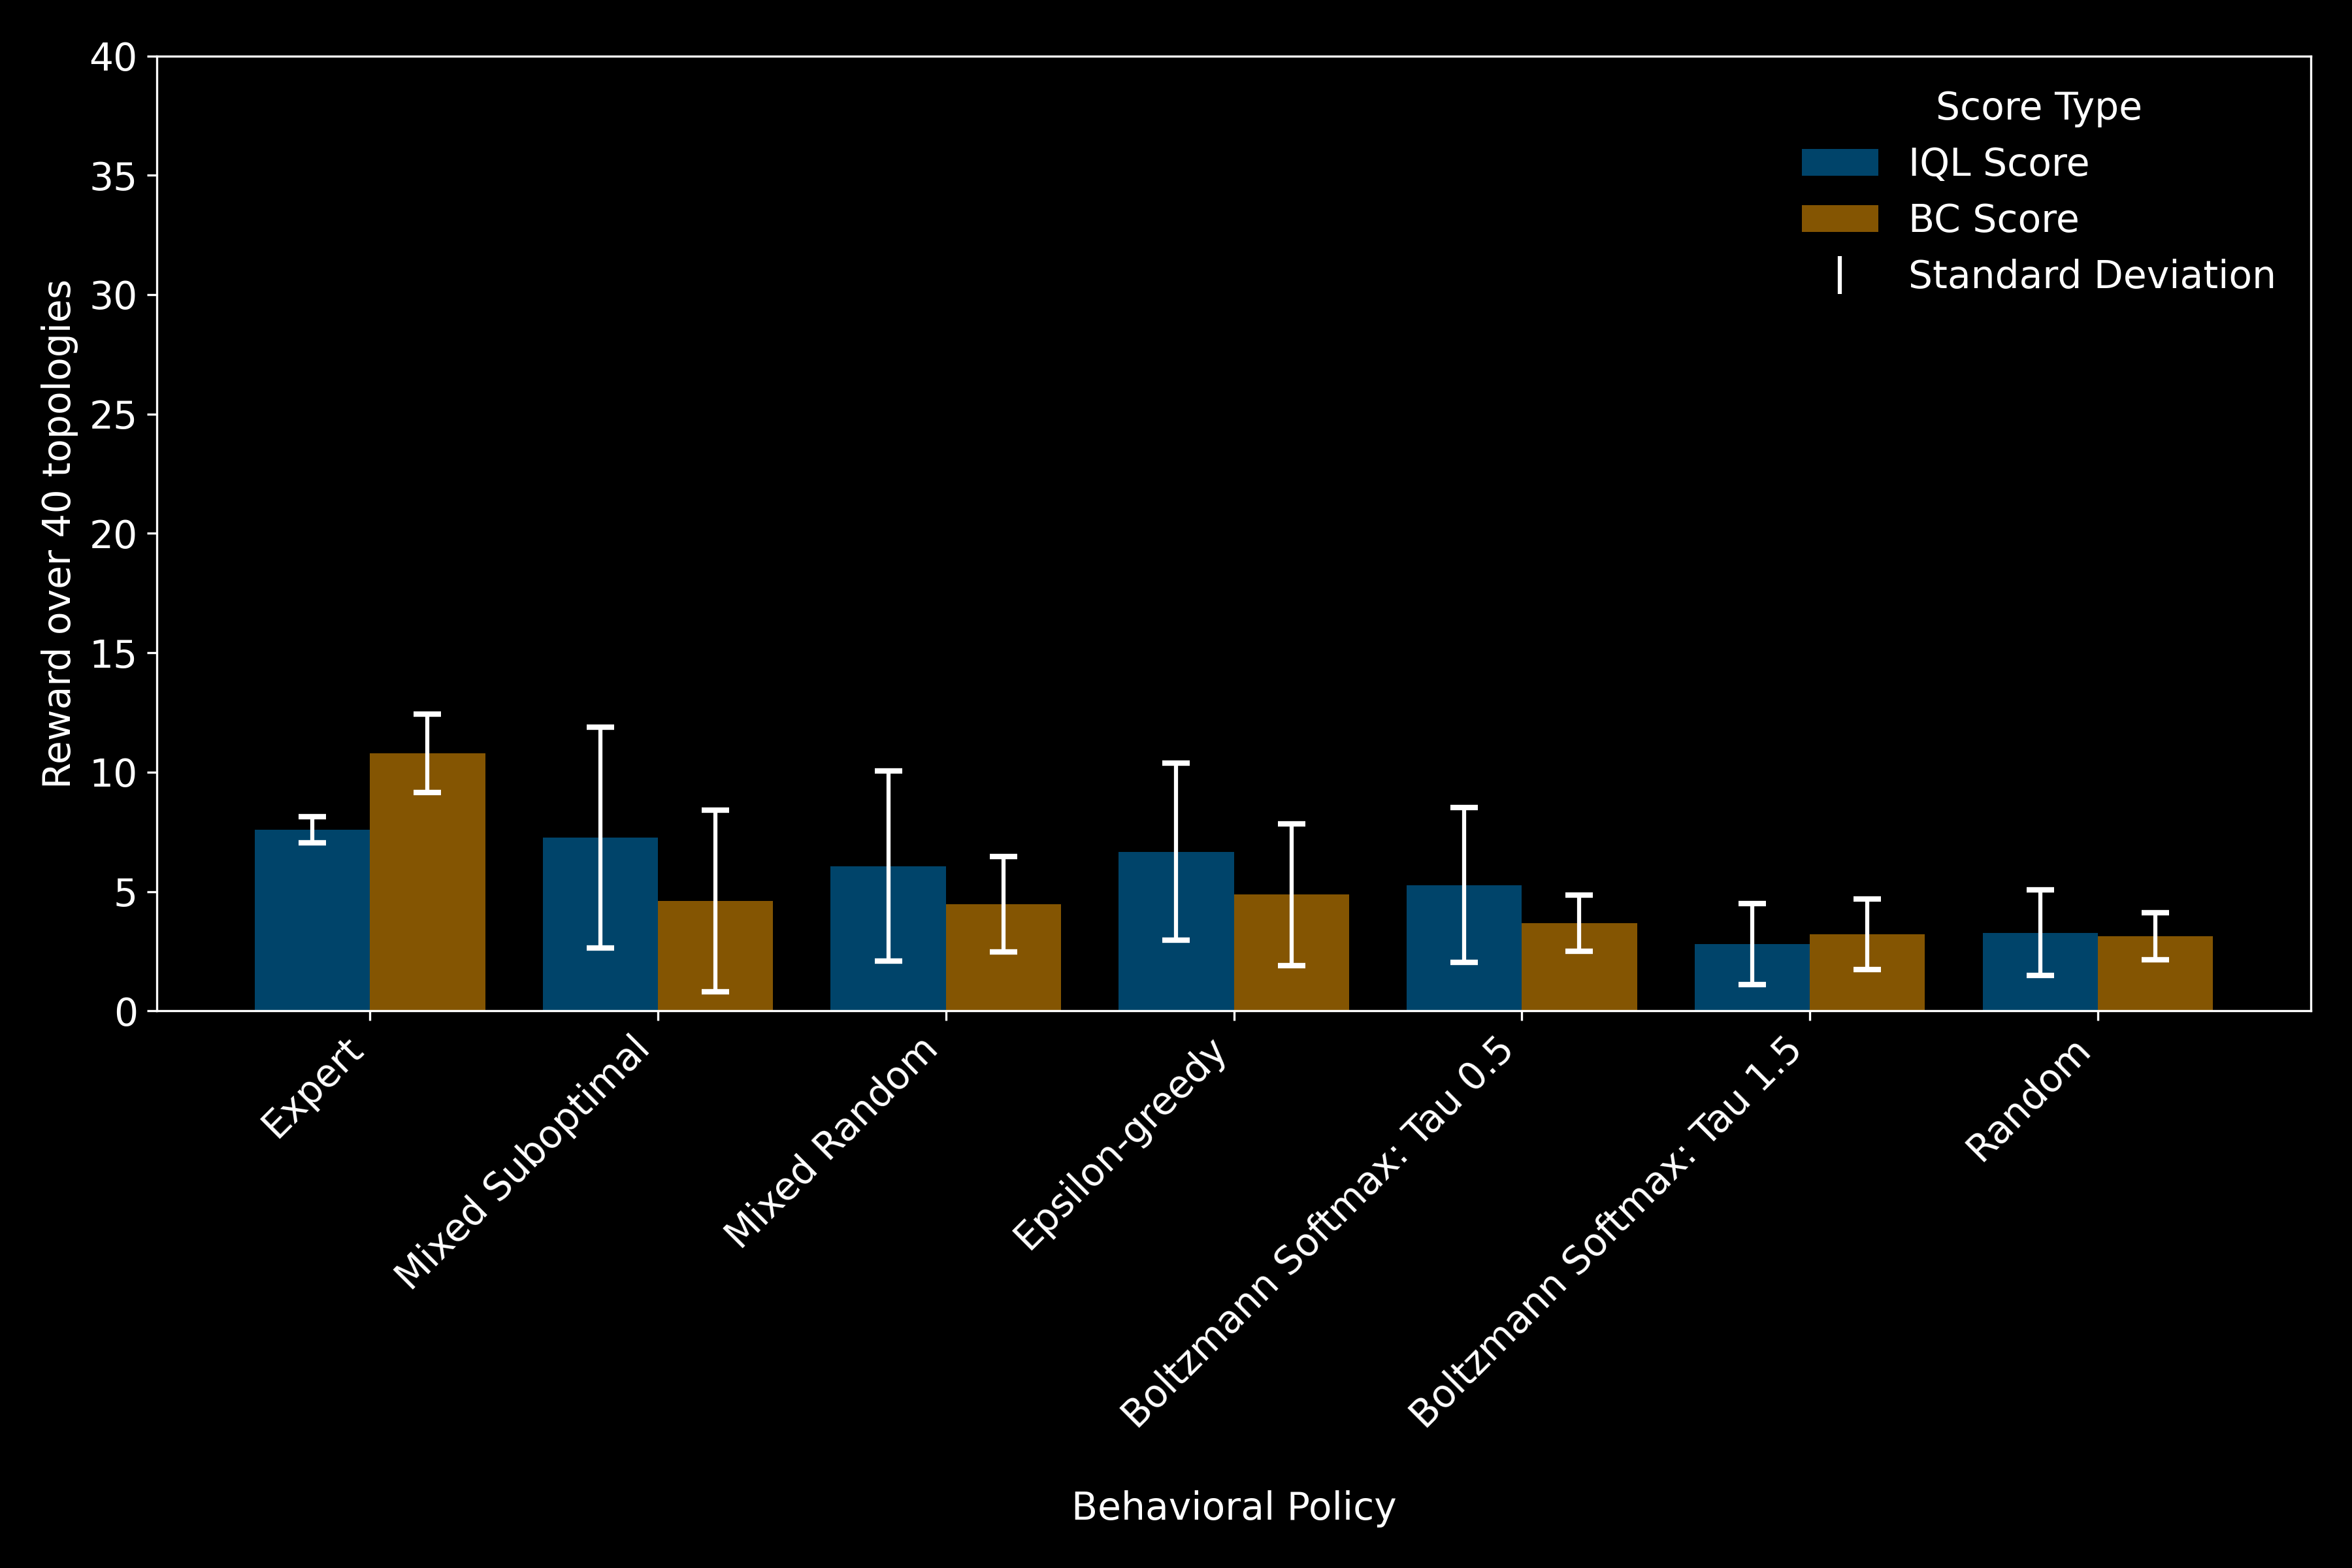 40
35
30
25
20
15
10
5
0
Reward over 40 topologies
Score Type
IQL Score
BC Score
Standard Deviation
Expert
Mixed Suboptimal
Mixed Random
Epsilon-greedy
Boltzmann Softmax: Tau 0.5
Boltzmann Softmax: Tau 1.5
Random
Behavioral Policy